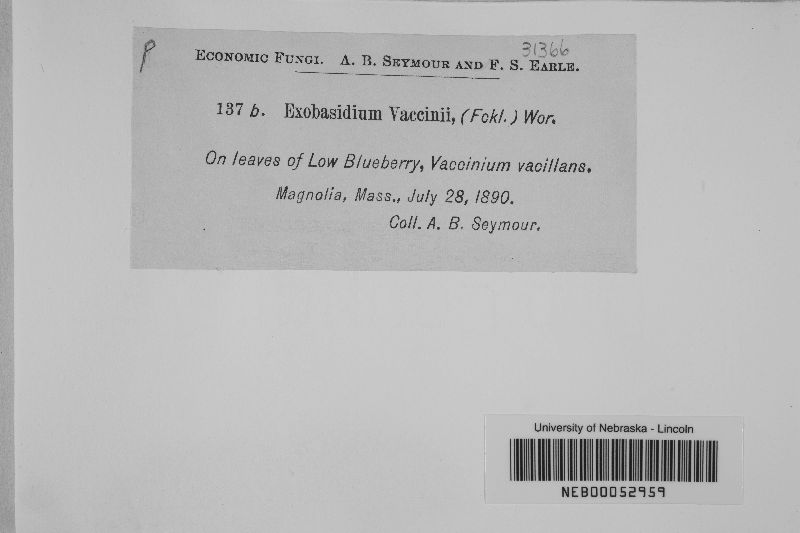 P
31366
Economic Fungi. A. B. Seymour and F. S. Earle.
137 b. Exobasidium Vaccinii, (Fckl.) Wor.
On leaves of Low Blueberry, Vaccinium vacillans.
Magnolia, Mass., July 28, 1890.
Coll. A. B. Seymour.
University of Nebraska - Lincoln
NEB00052959